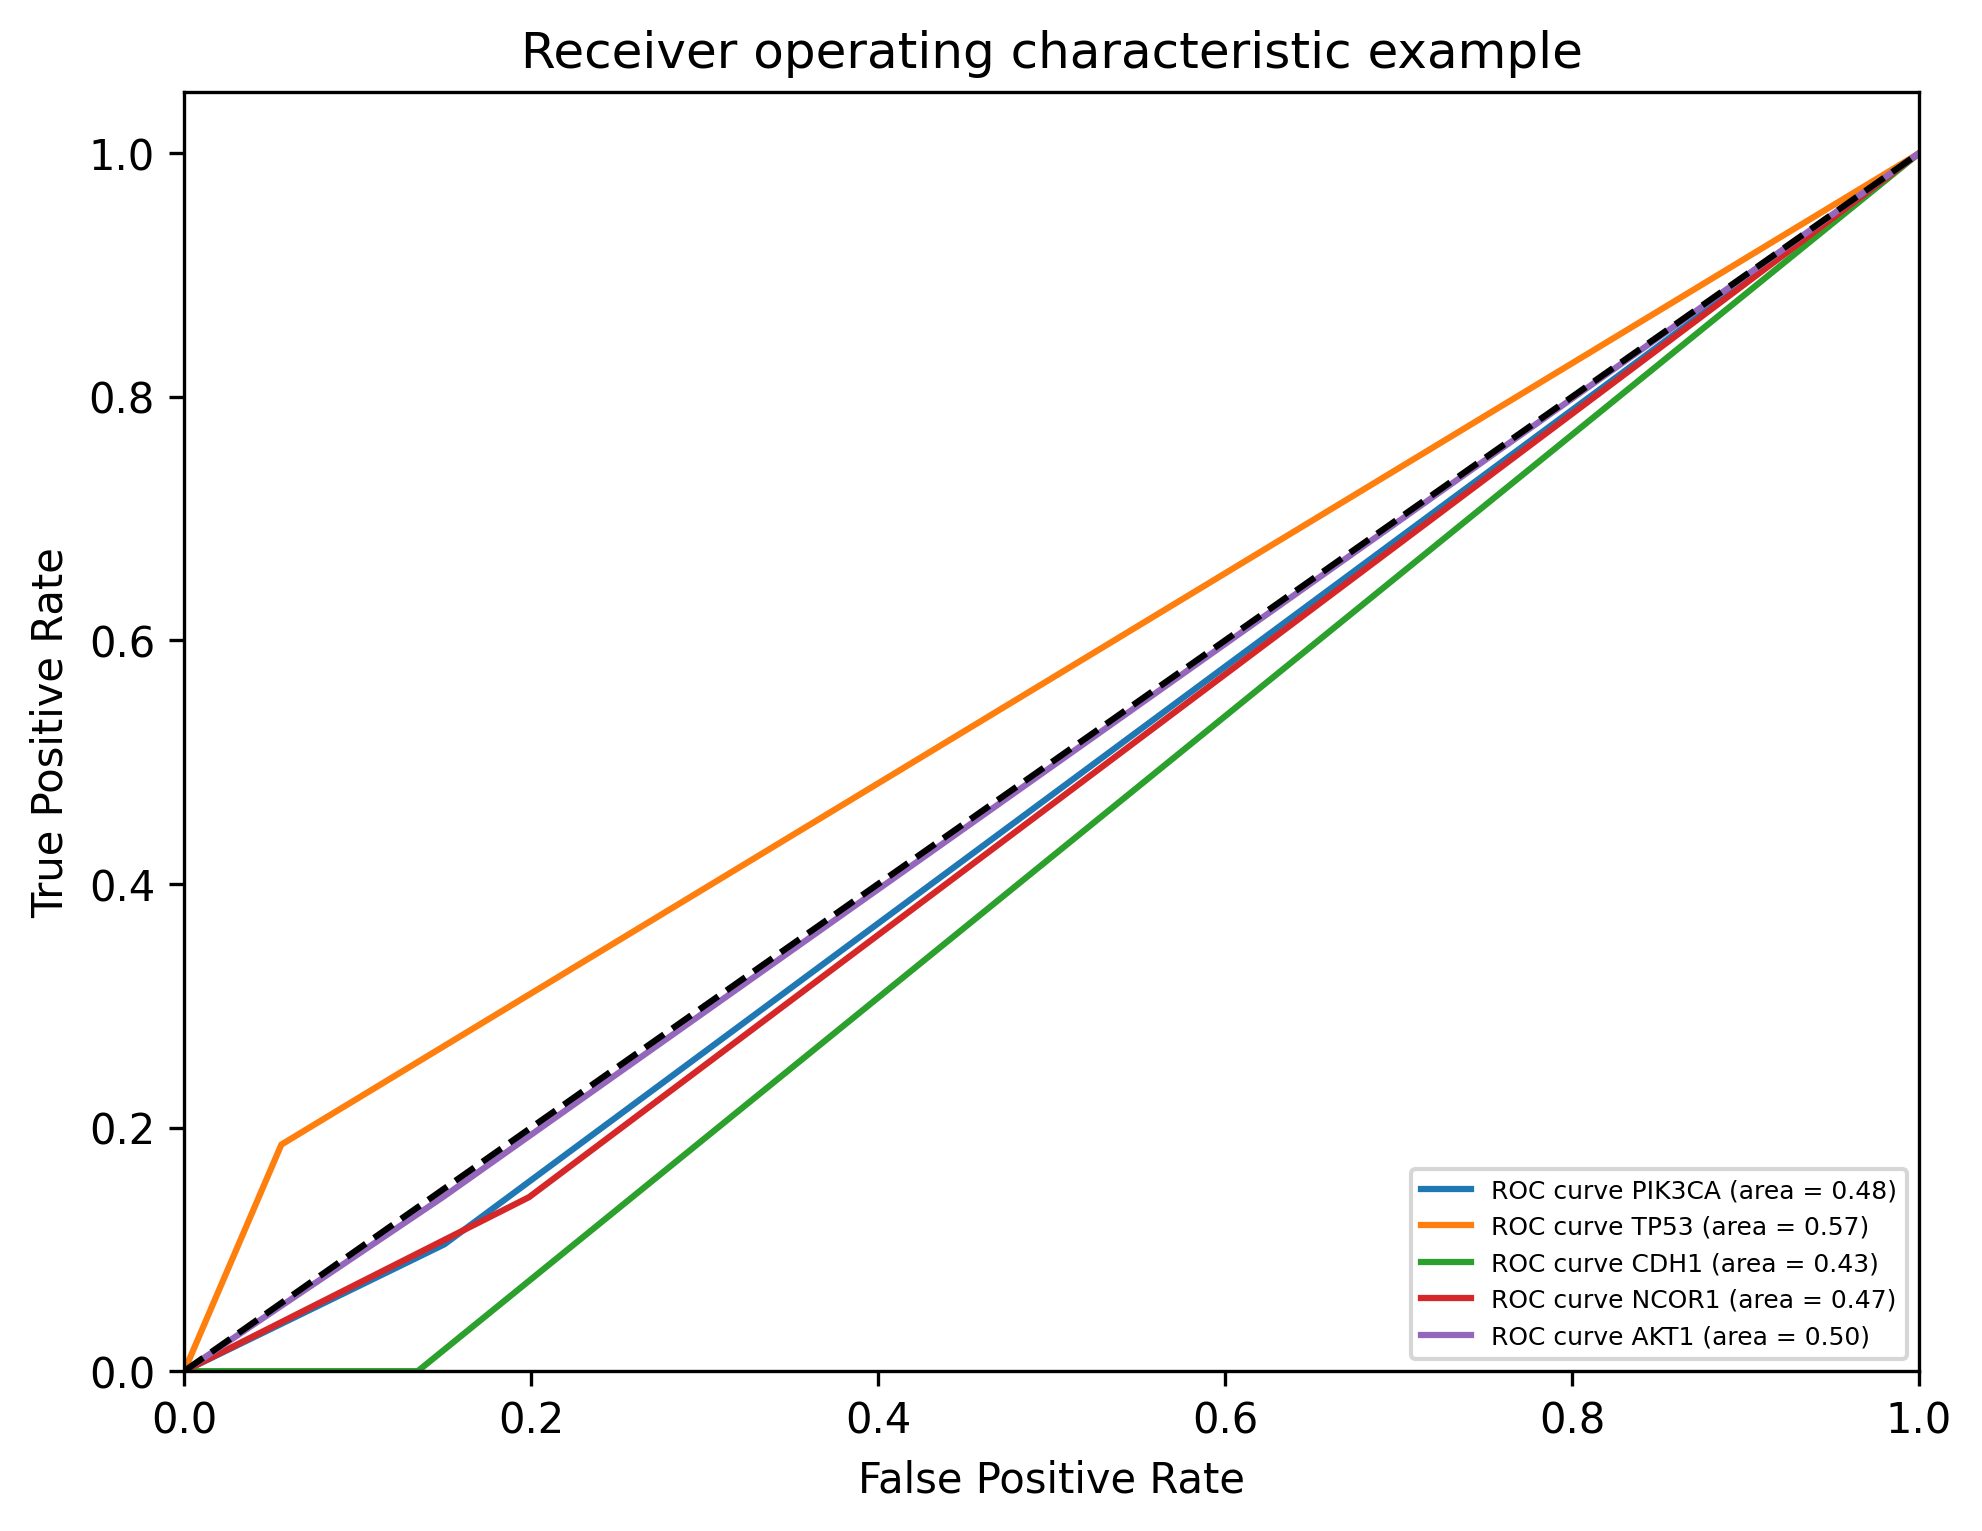 Receiver operating characteristic example
1.0
0.8
0.6
0.4
0.2
0.0
True Positive Rate
ROC curve PIK3CA (area = 0.48)
ROC curve TP53 (area = 0.57)
ROC curve CDH1 (area = 0.43)
ROC curve NCOR1 (area = 0.47)
ROC curve AKT1 (area = 0.50)
0.0 0.2 0.4 0.6 0.8 1.0
False Positive Rate